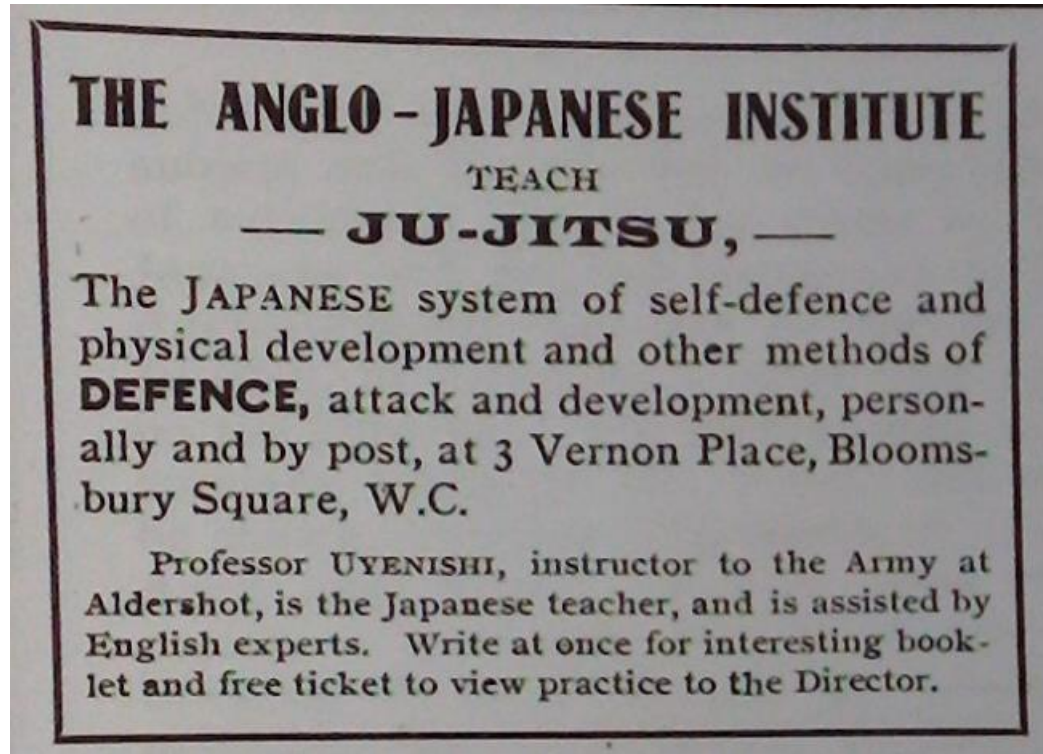 THE ANGLO-JAPANESE INSTITUTE
TEACH
— JU-JITSU, —
The JAPANESE system of self-defence and
physical development and other methods of
DEFENCE, attack and development, person-
ally and by post, at 3 Vernon Place, Blooms-
bury Square, W.C.
Professor UYENISHI, instructor to the Army at
Aldershot, is the Japanese teacher, and is assisted by
English experts. Write at once for interesting book-
let and free ticket to view practice to the Director.